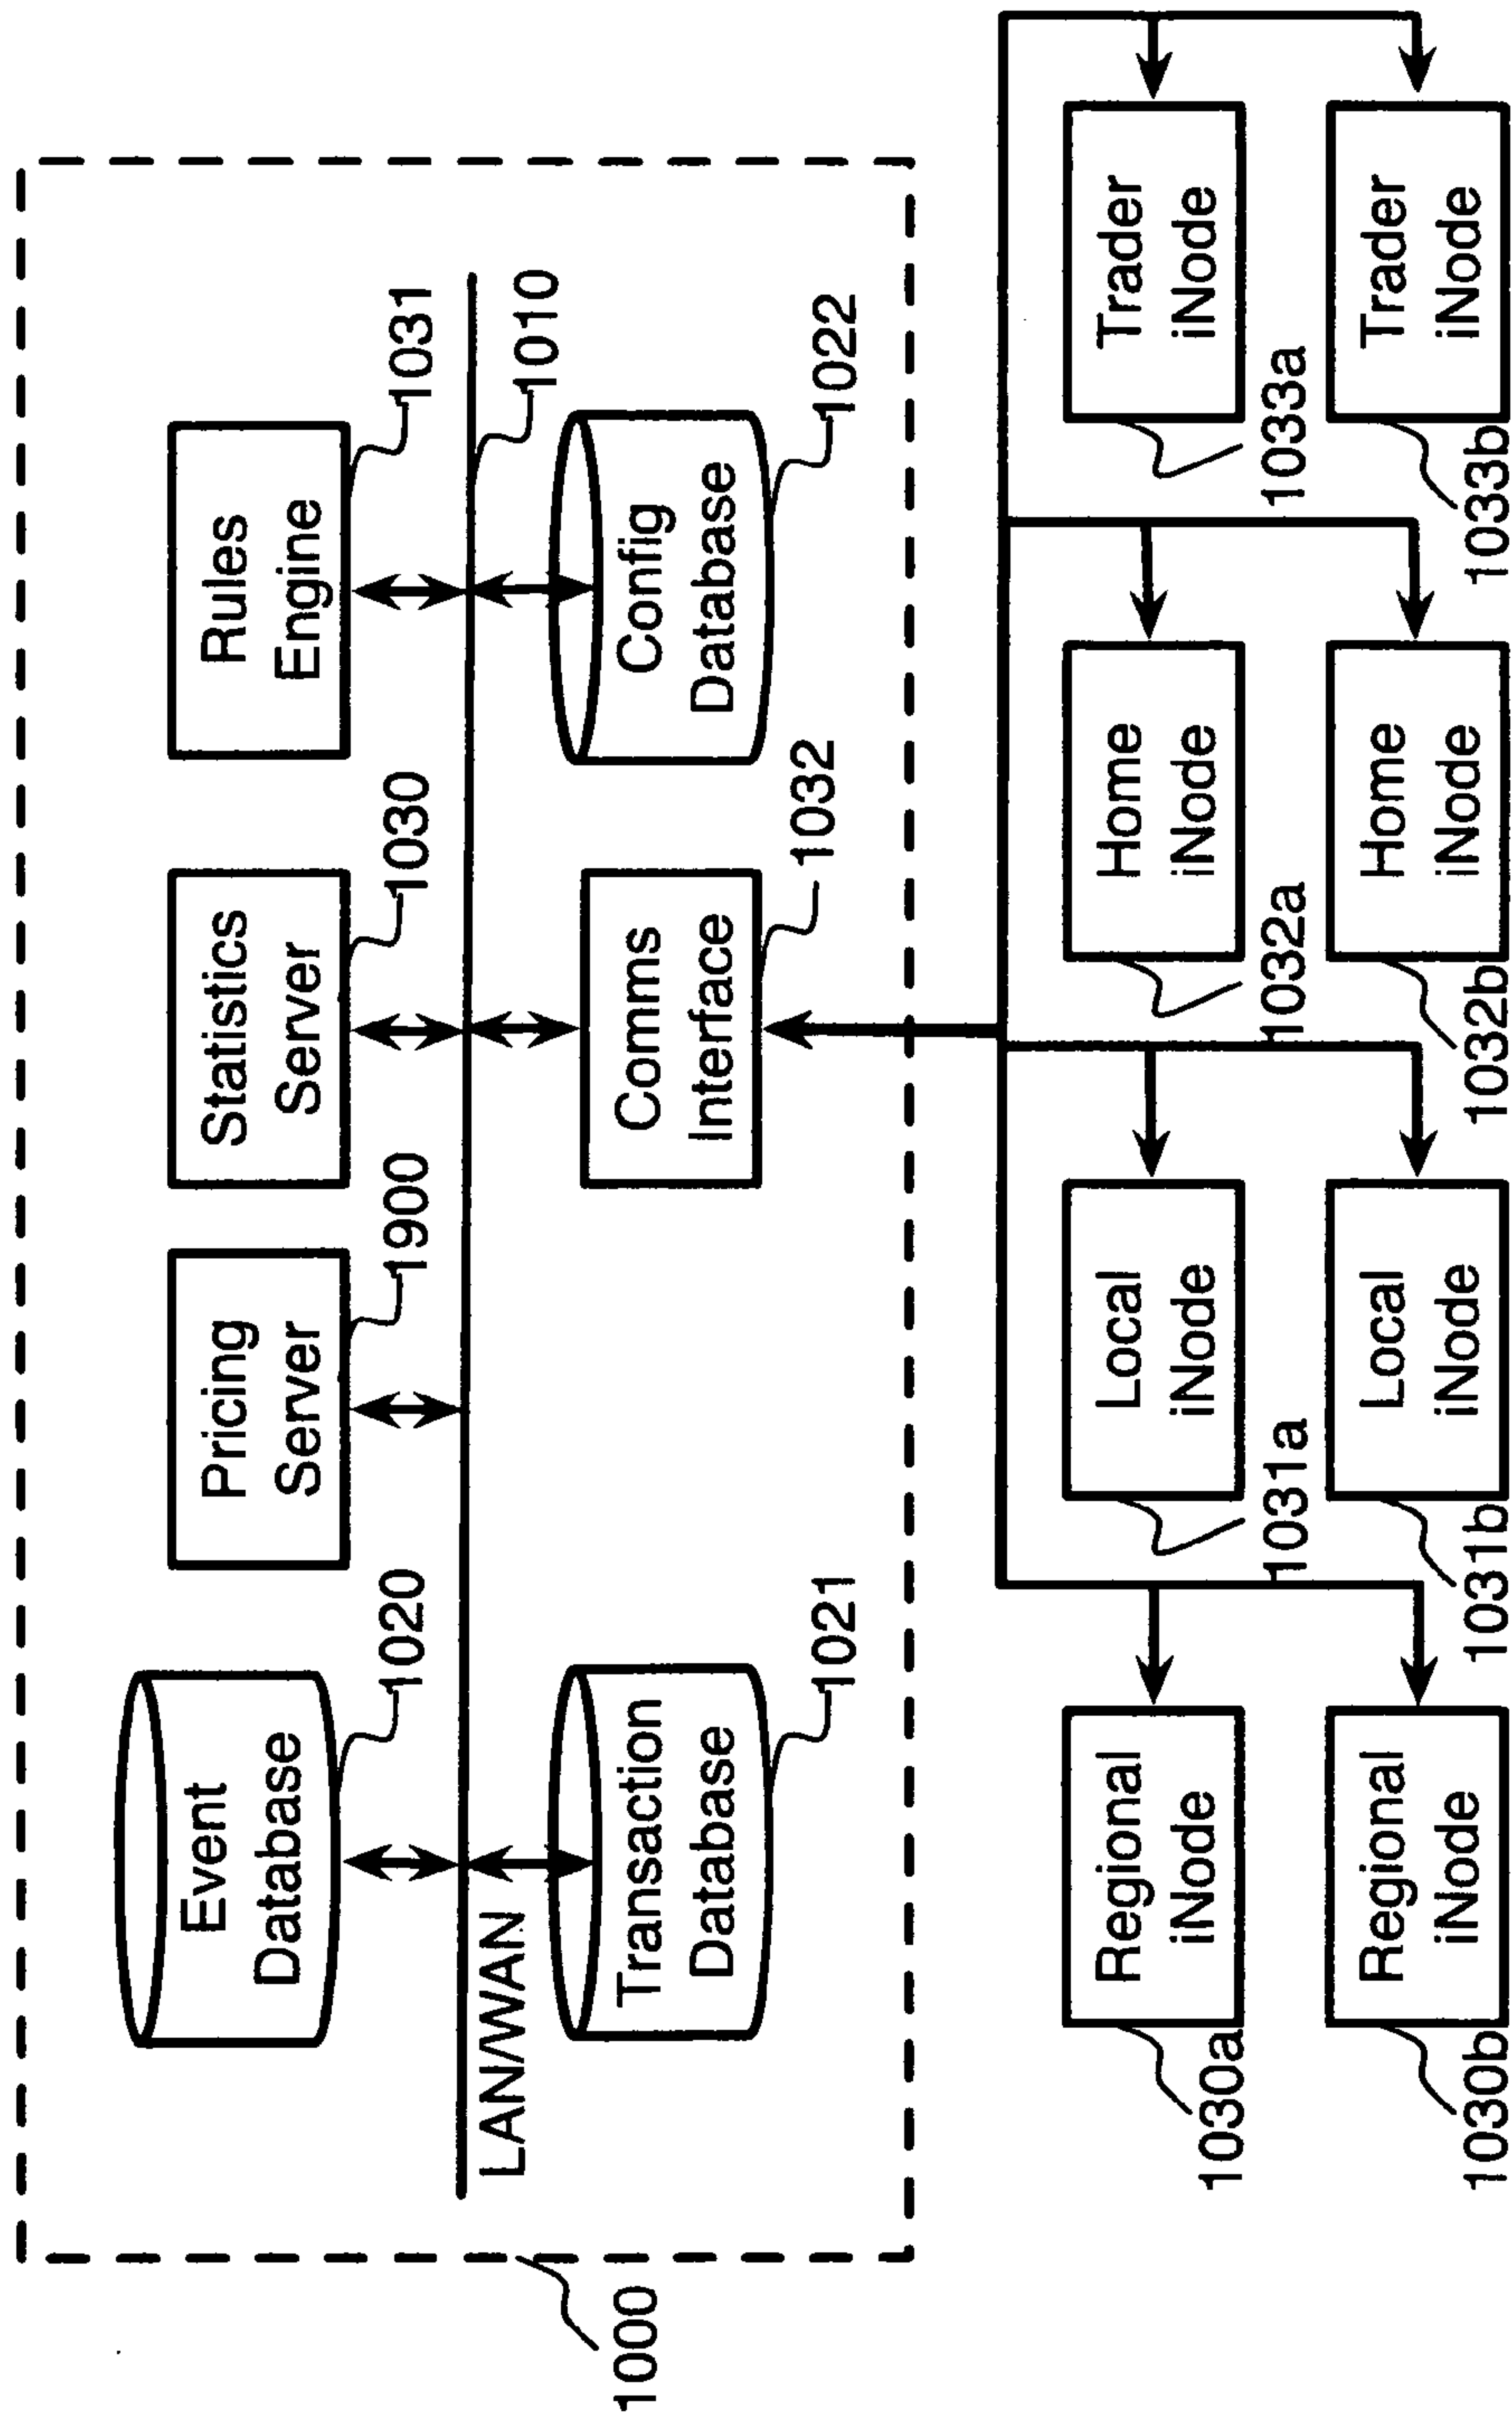 1000
Event
Database
1020
Pricing
Server
1900
Statistics
Server
1030
Rules
Engine
1031
LAN/WAN
1010
Transaction
Database
1021
Comms
Interface
1032
Config
Database
1022
Regional
iNode
1030a
Local
iNode
1031a
Home
iNode
1032a
Trader
iNode
1033a
Regional
iNode
1030b
Local
iNode
1031b
Home
iNode
1032b
Trader
iNode
1033b